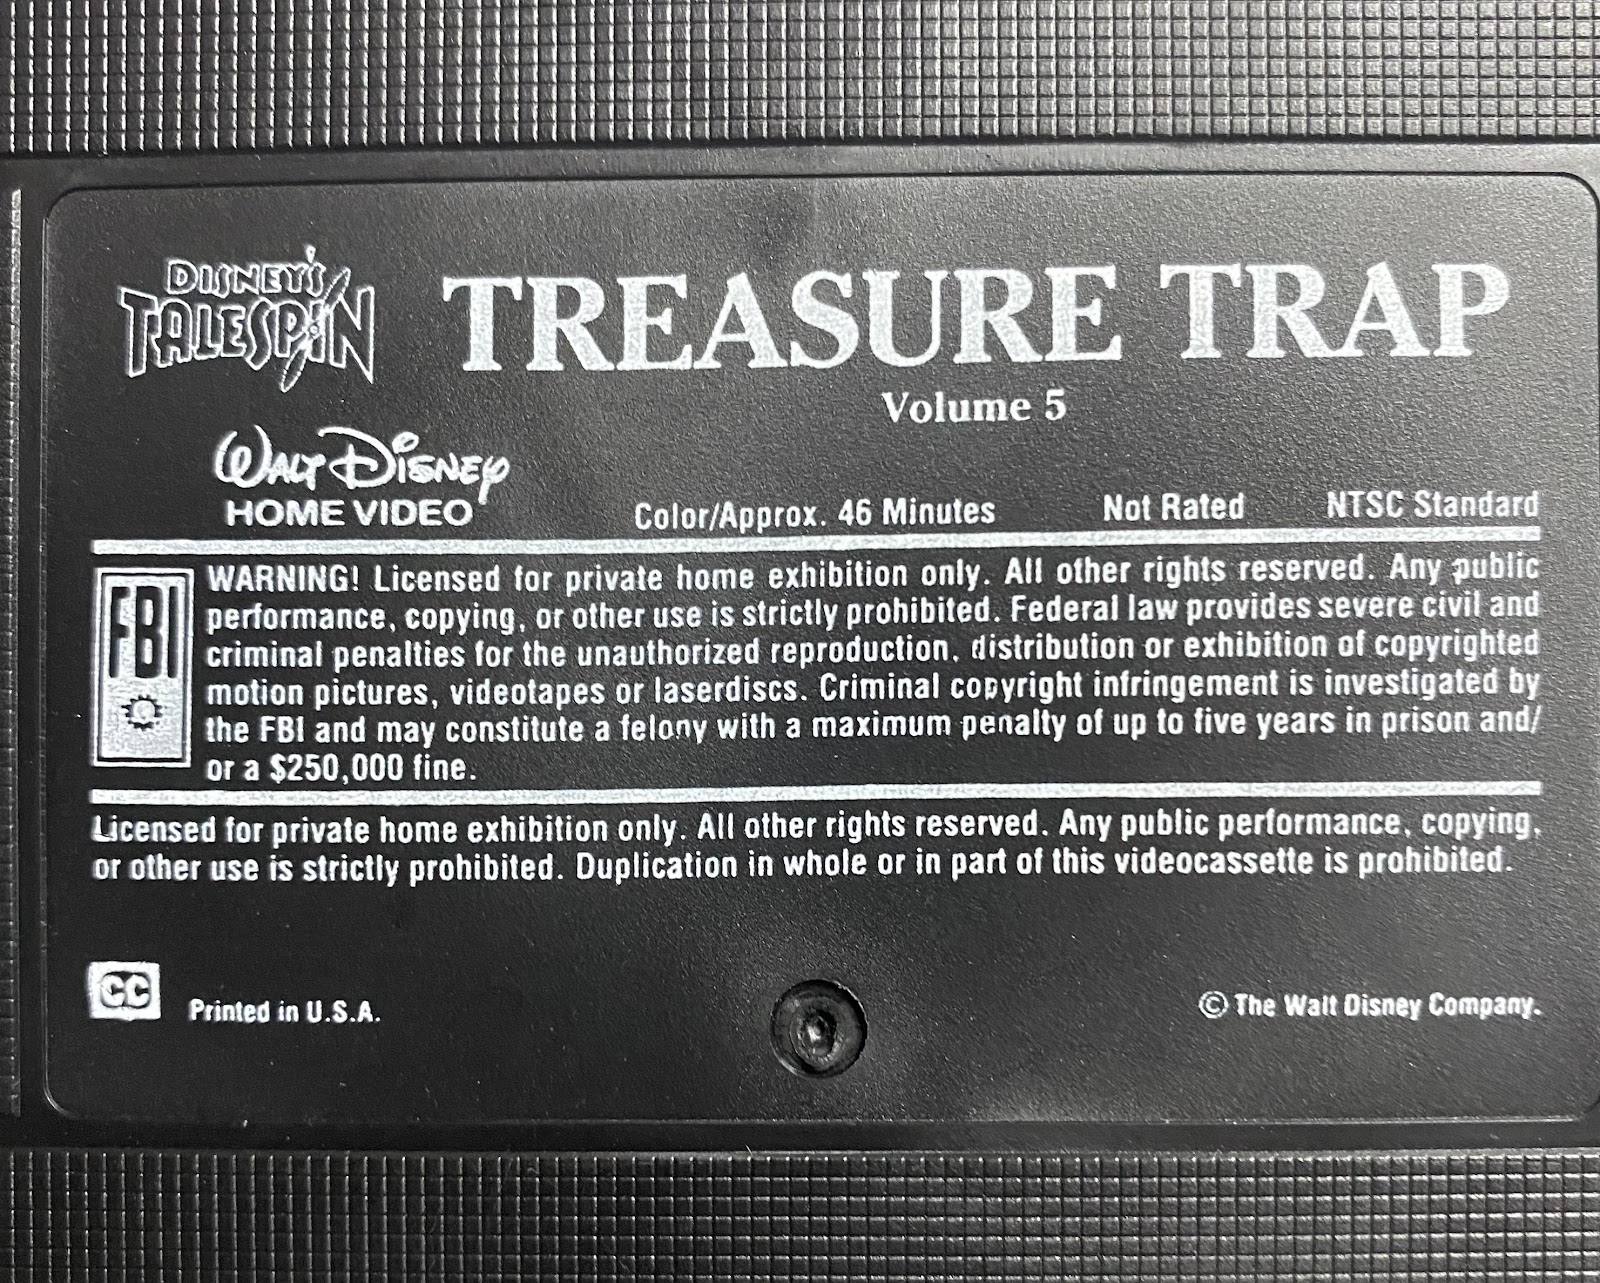 DISNEY'S
TALESPIN
TREASURE TRAP
Volume 5
WALT DISNEY
HOME VIDEO
Color/Approx. 46 Minutes Not Rated NTSC Standard
FBI
WARNING! Licensed for private home exhibition only. All other rights reserved. Any public
performance, copying, or other use is strictly prohibited. Federal law provides severe civil and
criminal penalties for the unauthorized reproduction, distribution or exhibition of copyrighted
motion pictures, videotapes or laserdiscs. Criminal copyright infringement is investigated by
the FBI and may constitute a felony with a maximum penalty of up to five years in prison and/
or a $250,000 fine.
Licensed for private home exhibition only. All other rights reserved. Any public performance, copying,
or other use is strictly prohibited. Duplication in whole or in part of this videocassette is prohibited.
CC Printed in U.S.A. © The Walt Disney Company.